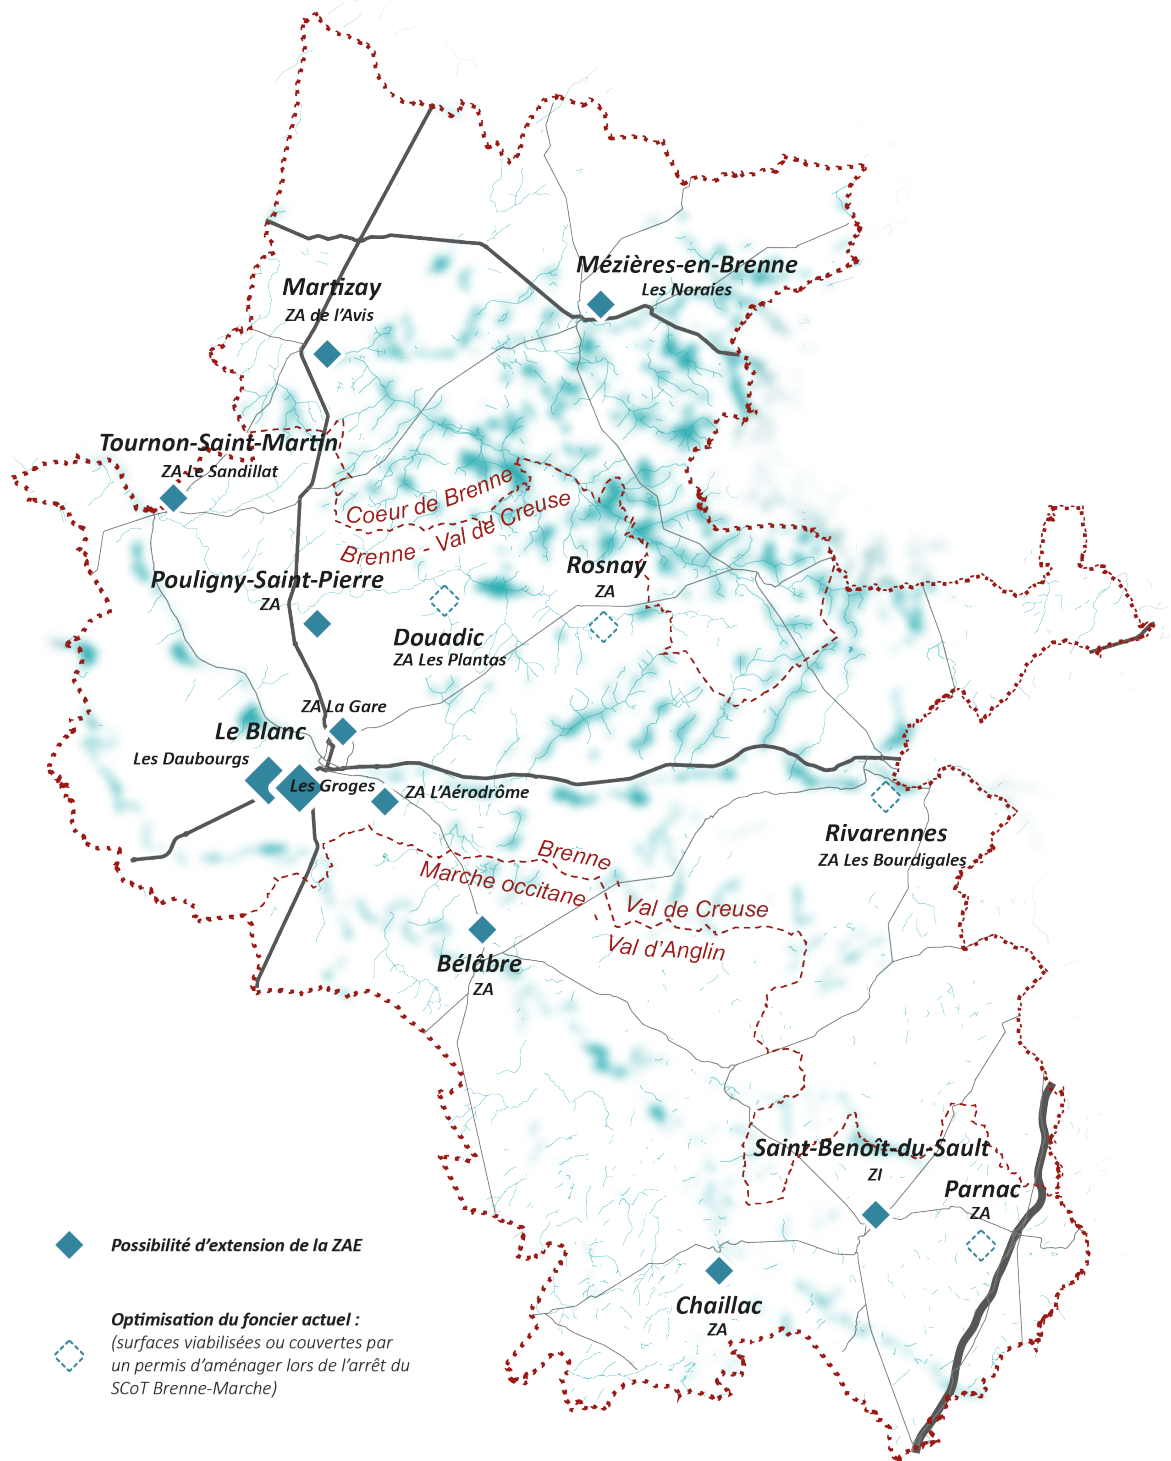 Mézières-en-Brenne
Les Noraies
Martizay
ZA de l'Avis
Tournon-Saint-Martin
ZA Le Sandillat
Coeur de Brenne
Brenne - Val de Creuse
Pouligny-Saint-Pierre
ZA
Rosnay
ZA
Douadic
ZA Les Plantas
ZA La Gare
Le Blanc
Les Daubourgs
Les Groges
ZA L'Aérodrôme
Rivarennes
ZA Les Bourdigales
Brenne
Marche occitane
Val de Creuse
Val d'Anglin
Bélâbre
ZA
Saint-Benoît-du-Sault
ZI
Parnac
ZA
Chaillac
ZA
Possibilité d'extension de la ZAE
Optimisation du foncier actuel :
(surfaces viabilisées ou couvertes par
un permis d'aménager lors de l'arrêt du
SCoT Brenne-Marche)